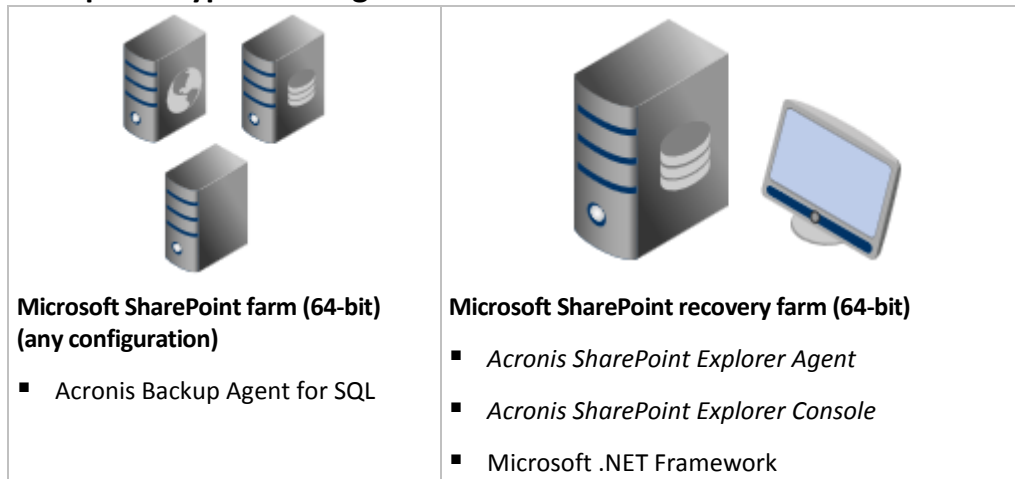 Microsoft SharePoint farm (64-bit)
(any configuration)
■ Acronis Backup Agent for SQL
Microsoft SharePoint recovery farm (64-bit)
■ Acronis SharePoint Explorer Agent
■ Acronis SharePoint Explorer Console
■ Microsoft .NET Framework